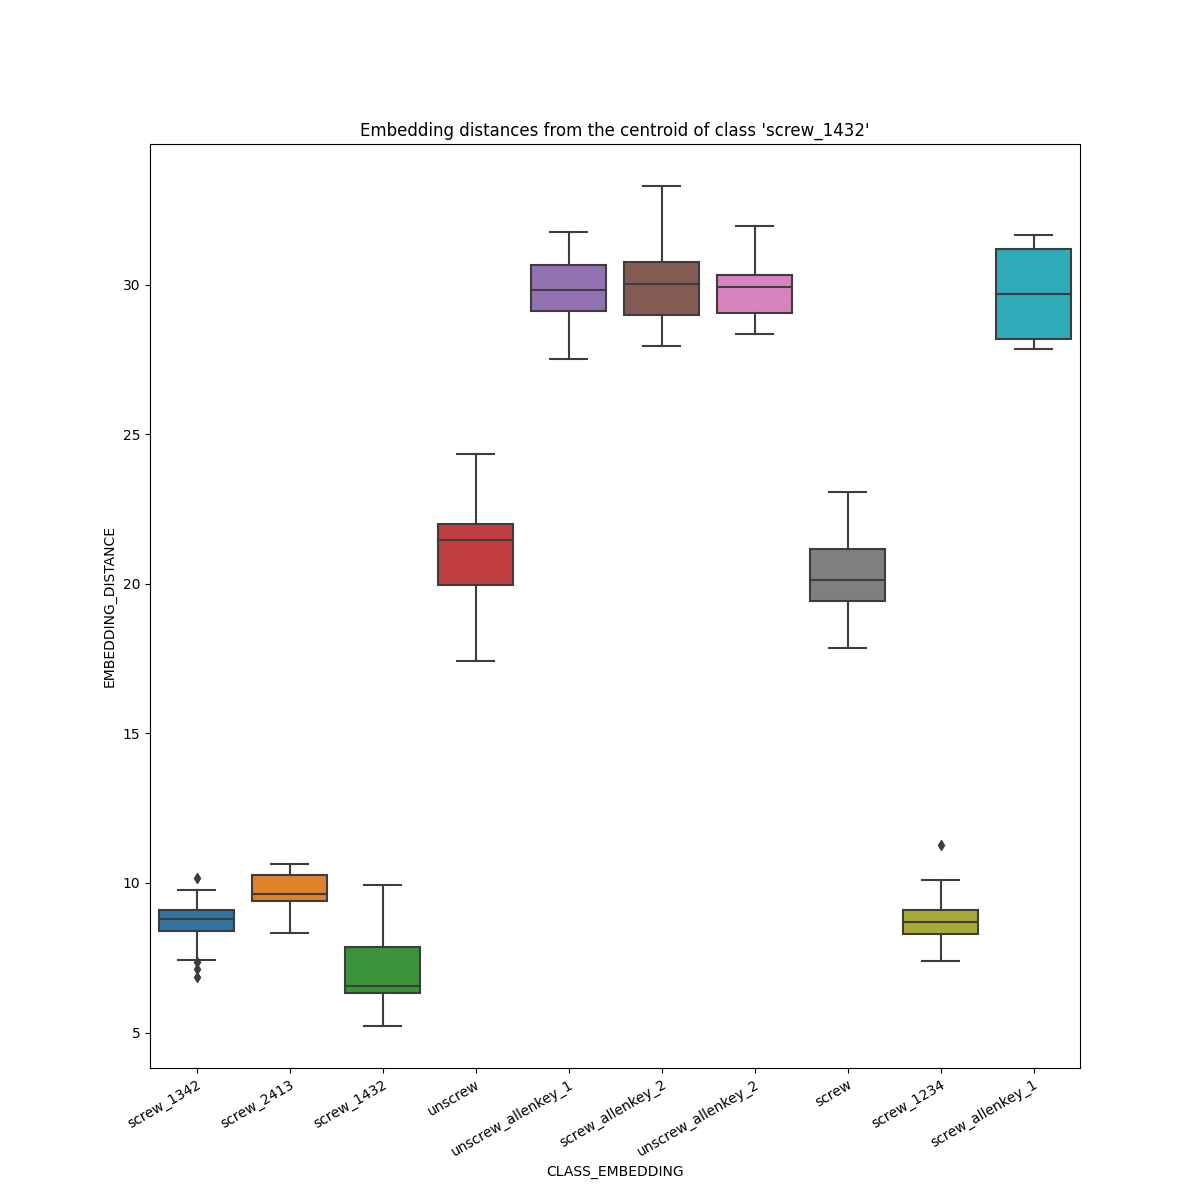 Embedding distances from the centroid of class 'screw_1432'
EMBEDDING_DISTANCE
30
25
20
15
10
5
screw_1342
screw_2413
screw_1432
unscrew
unscrew_allenkey_1
screw_allenkey_2
unscrew_allenkey_2
screw
screw_1234
screw_allenkey_1
CLASS_EMBEDDING